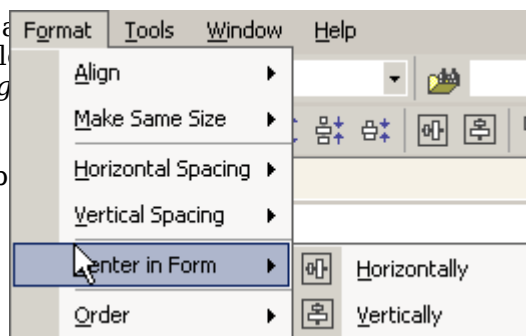 Format Tools Window Help
Align
Make Same Size
Horizontal Spacing
Vertical Spacing
Center in Form
Horizontally
Order
Vertically